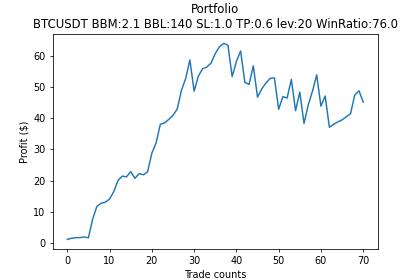 Portfolio
BTCUSDT BBM:2.1 BBL:140 SL:1.0 TP:0.6 lev:20 WinRatio:76.0
60
50
40
30
20
10
0
Profit ($)
0 10 20 30 40 50 60 70
Trade counts